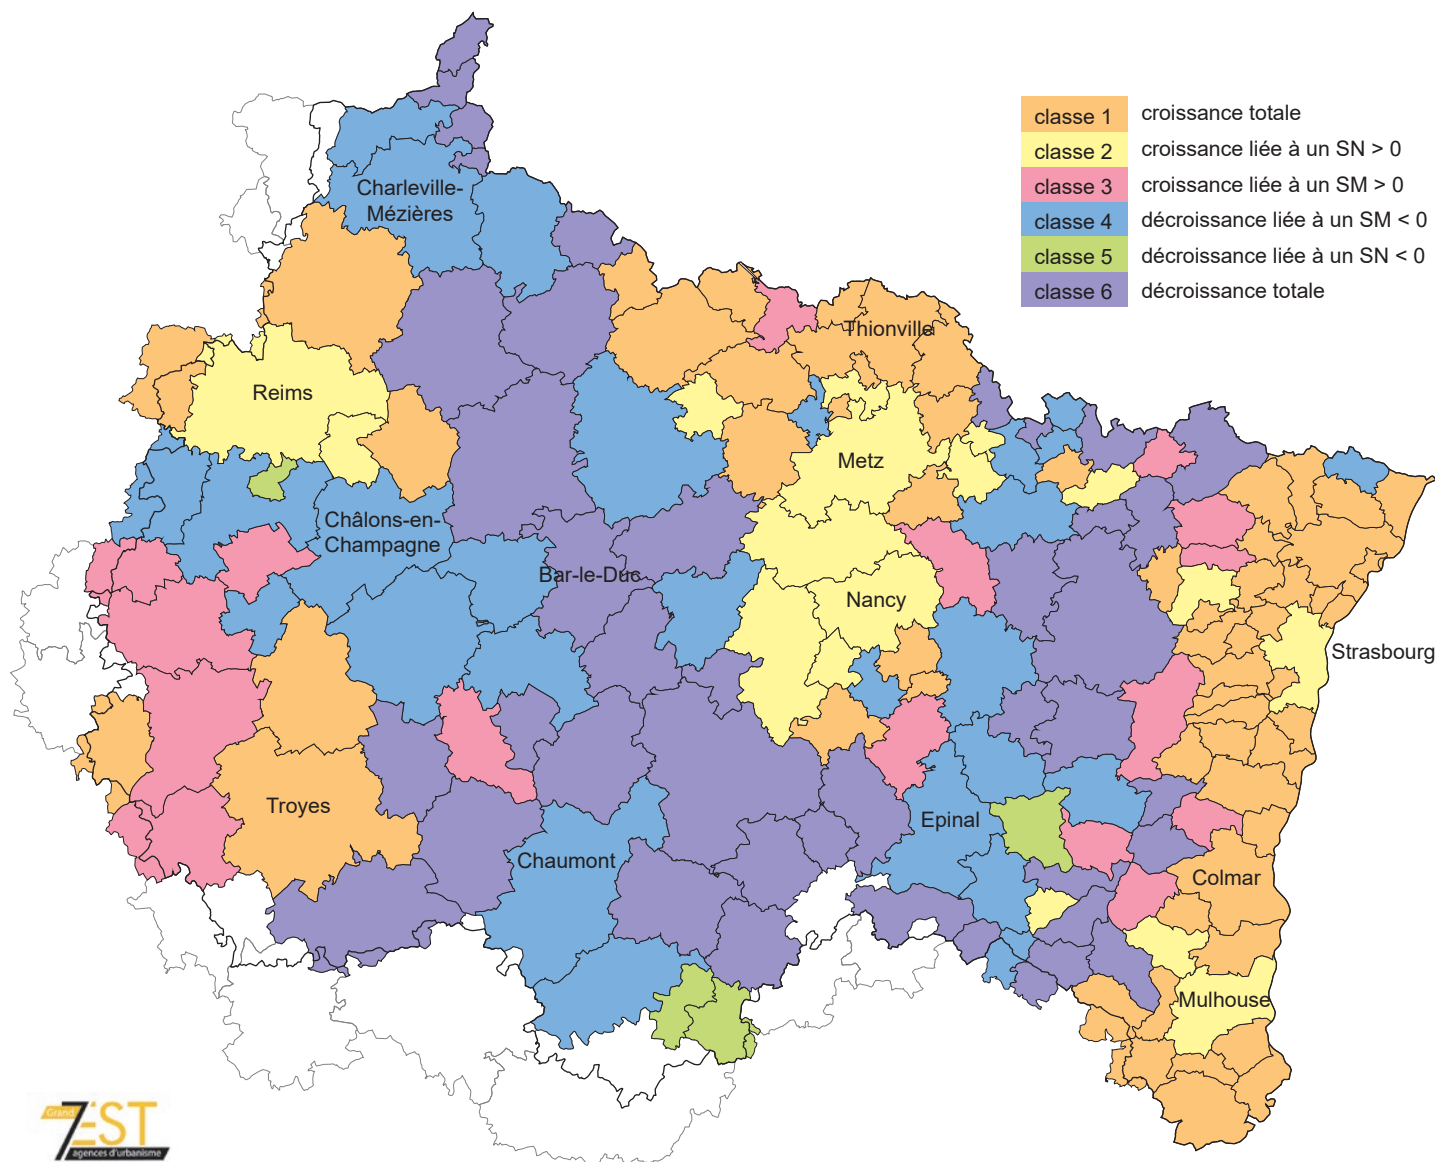 classe 1 croissance totale
classe 2 croissance liée à un SN > 0
classe 3 croissance liée à un SM > 0
classe 4 décroissance liée à un SM < 0
classe 5 décroissance liée à un SN < 0
classe 6 décroissance totale
Charleville-
Mézières
Thionville
Reims
Metz
Châlons-en-
Champagne
Bar-le-Duc
Nancy
Strasbourg
Troyes
Epinal
Chaumont
Colmar
Mulhouse
Grand
7EST
agences d'urbanisme